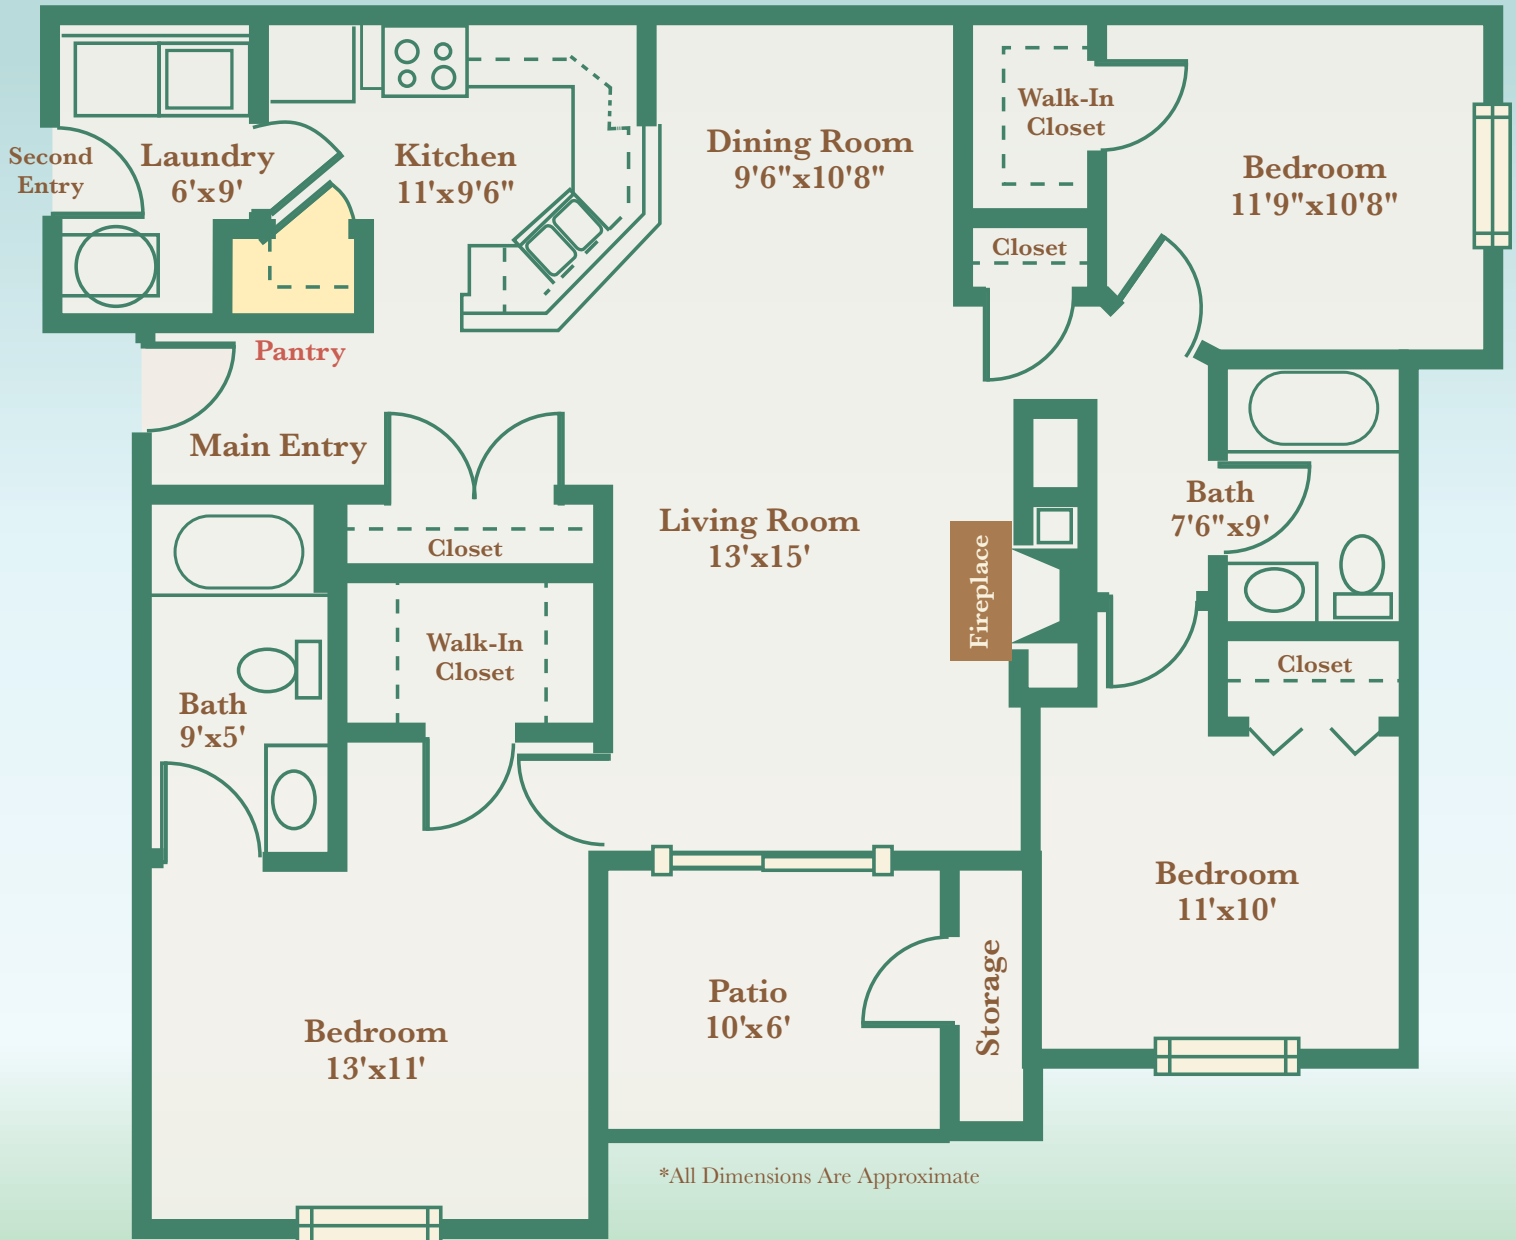 Second
Entry
Laundry
6'x9'
Kitchen
11'x9'6"
Dining Room
9'6"x10'8"
Walk-In
Closet
Bedroom
11'9"x10'8"
Closet
Pantry
Main Entry
Closet
Living Room
13'x15'
Fireplace
Bath
7'6"x9'
Walk-In
Closet
Closet
Bath
9'x5'
Bedroom
11'x10'
Bedroom
13'x11'
Patio
10'x6'
Storage
*All Dimensions Are Approximate